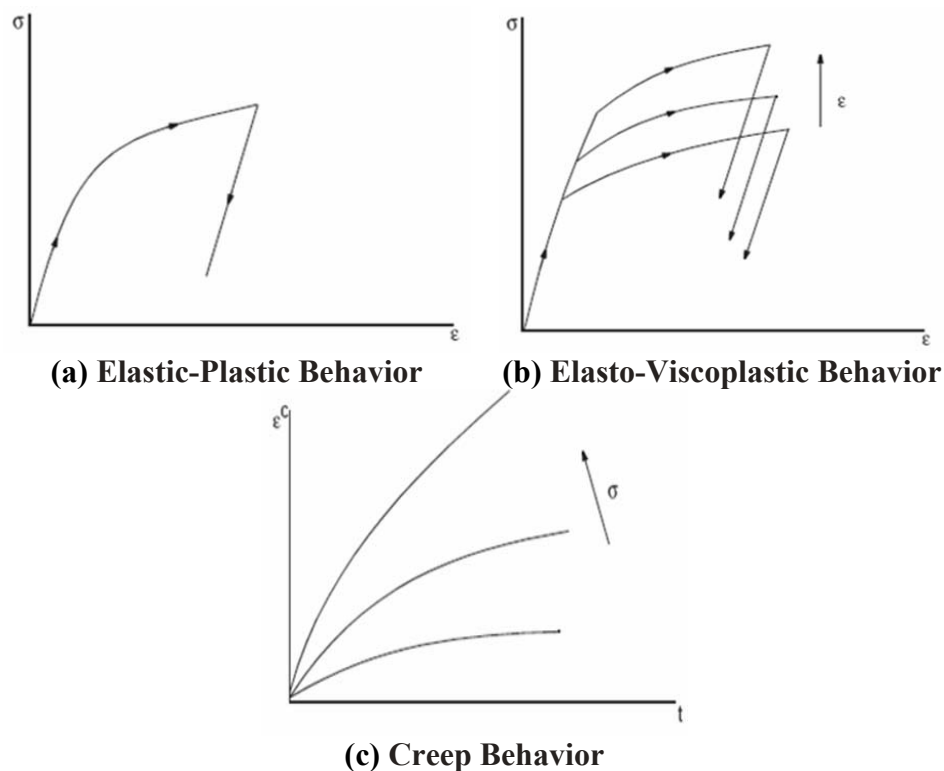 σ
ε
(a) Elastic-Plastic Behavior
σ
ε
ε
(b) Elasto-Viscoplastic Behavior
εᶜ
σ
t
(c) Creep Behavior